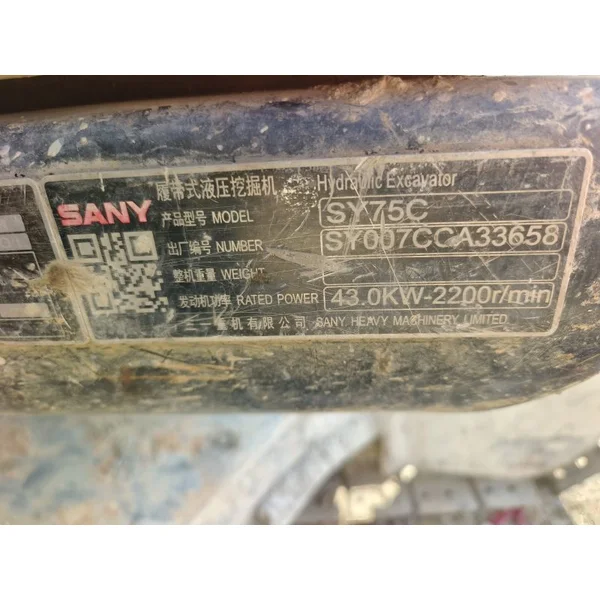 履带式液压挖掘机 Hydraulic Excavator
SANY
产品型号 MODEL SY75C
出厂编号 NUMBER SY007CCA33658
整机重量 WEIGHT
发动机功率 RATED POWER 43.0KW-2200r/min
三一重机有限公司 SANY HEAVY MACHINERY LIMITED